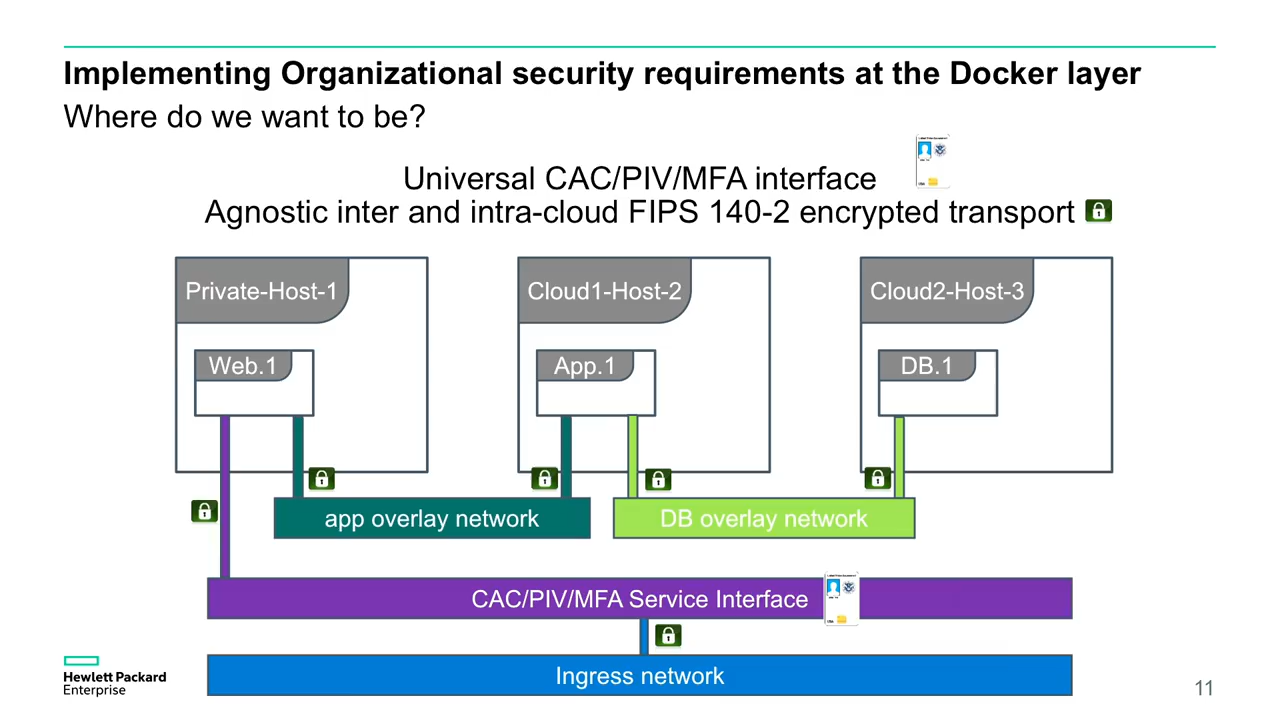 Implementing Organizational security requirements at the Docker layer
Where do we want to be?
Universal CAC/PIV/MFA interface
Agnostic inter and intra-cloud FIPS 140-2 encrypted transport
Private-Host-1
Cloud1-Host-2
Cloud2-Host-3
Web.1
App.1
DB.1
app overlay network
DB overlay network
CAC/PIV/MFA Service Interface
Ingress network
Hewlett Packard
Enterprise
11